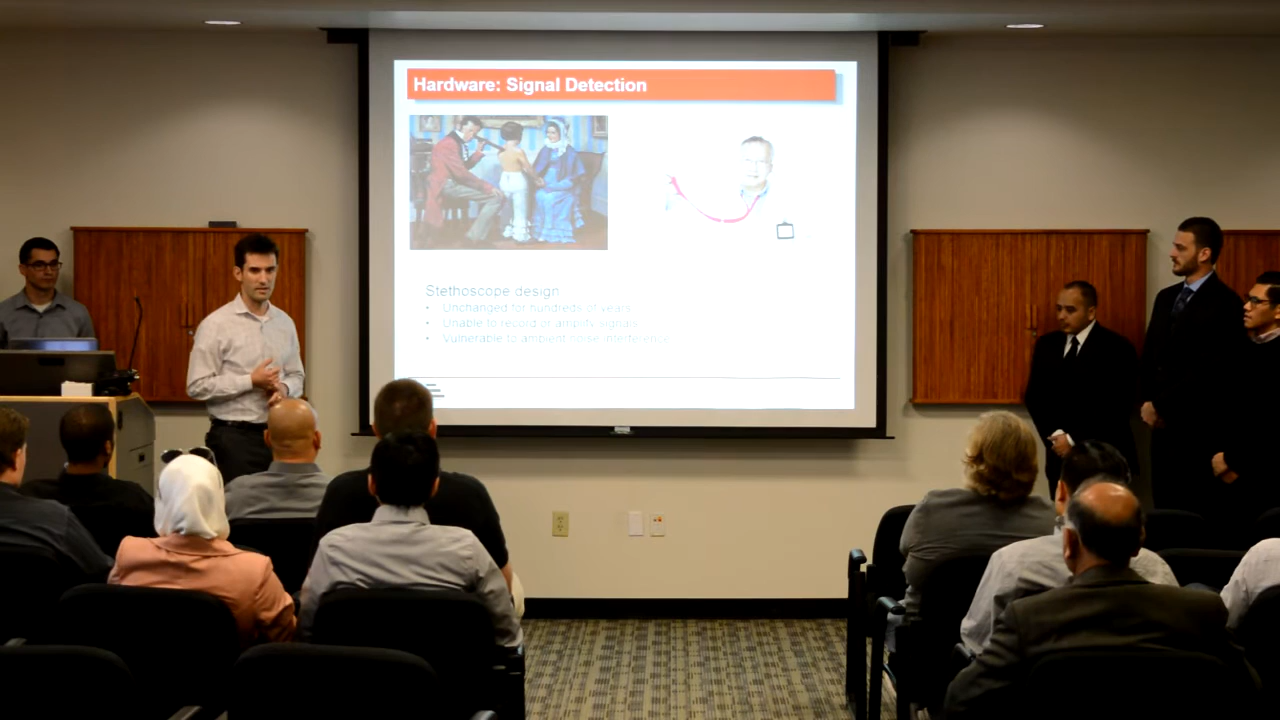 Hardware: Signal Detection
Stethoscope design
• Unchanged for hundreds of years
• Unable to record or amplify signals
• Vulnerable to ambient noise interference